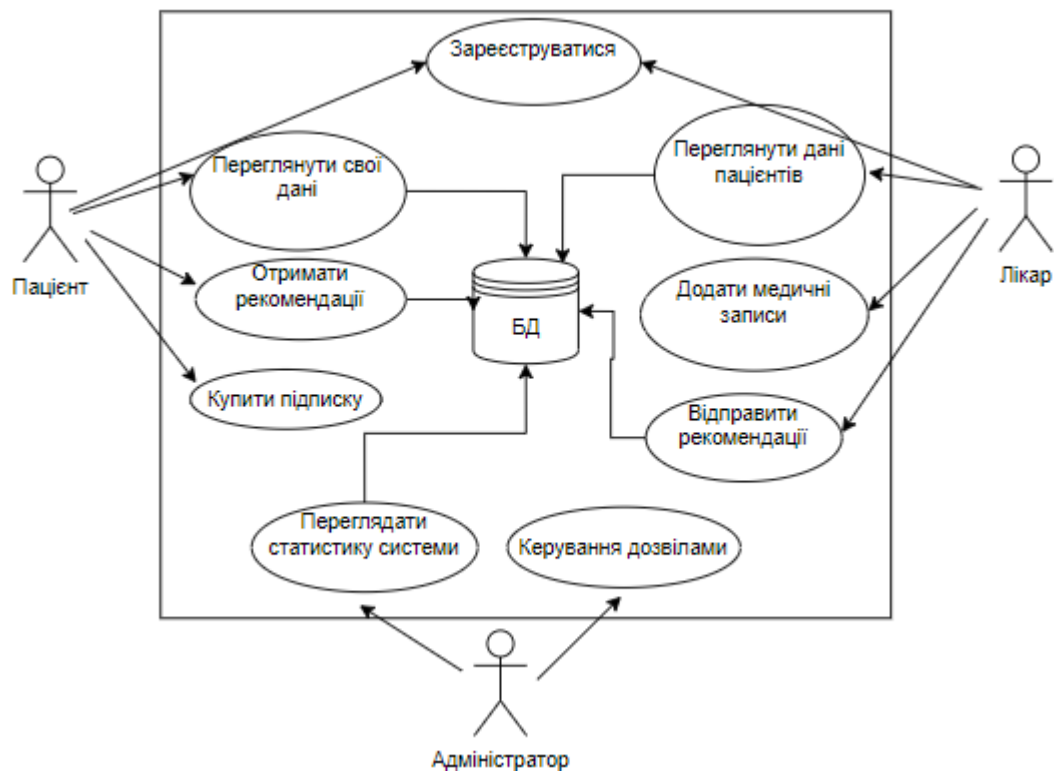 Зареєструватися
Переглянути свої
дані
Переглянути дані
пацієнтів
Пацієнт
Лікар
Отримати
рекомендації
БД
Додати медичні
записи
Купити підписку
Відправити
рекомендації
Переглядати
статистику системи
Керування дозвілами
Адміністратор